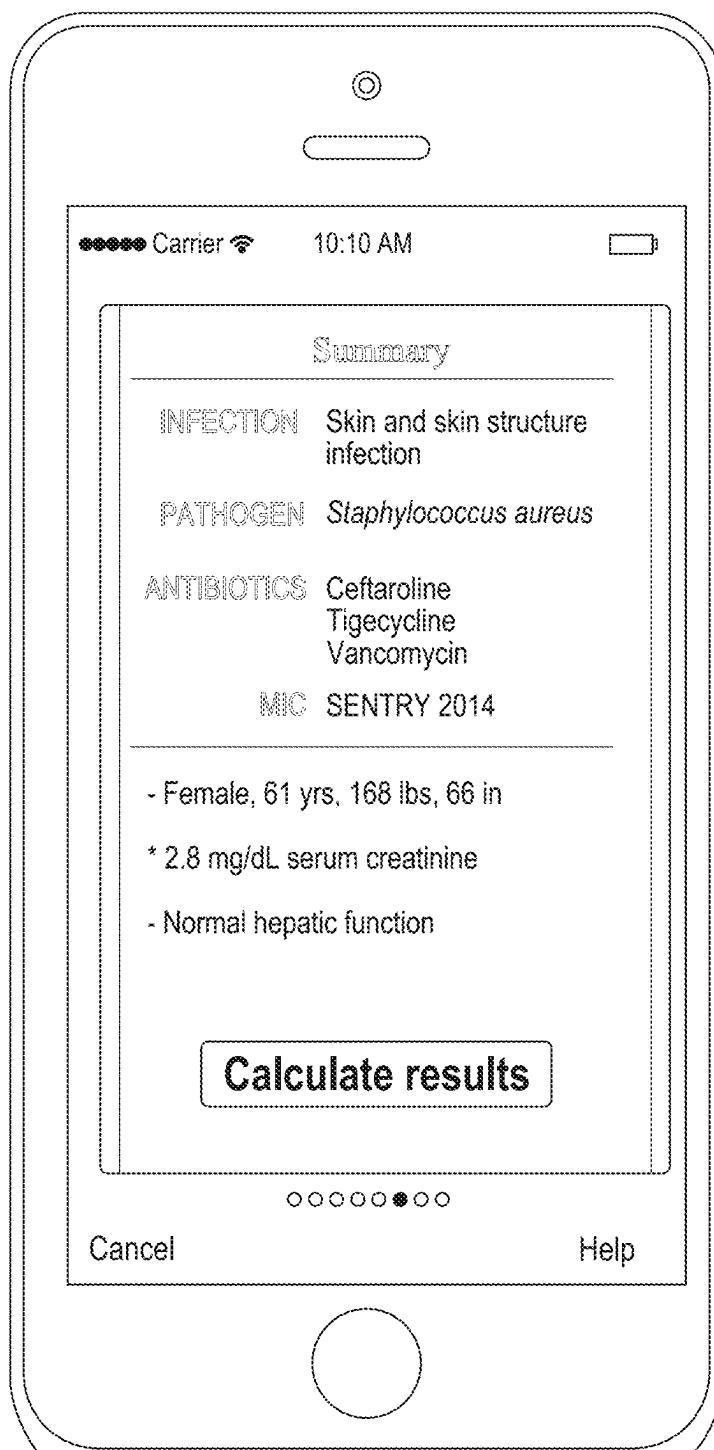 Carrier 10:10 AM
Summary
INFECTION Skin and skin structure
infection
PATHOGEN Staphylococcus aureus
ANTIBIOTICS Ceftaroline
Tigecycline
Vancomycin
MIC SENTRY 2014
- Female, 61 yrs, 168 lbs, 66 in
* 2.8 mg/dL serum creatinine
- Normal hepatic function
Calculate results
Cancel Help